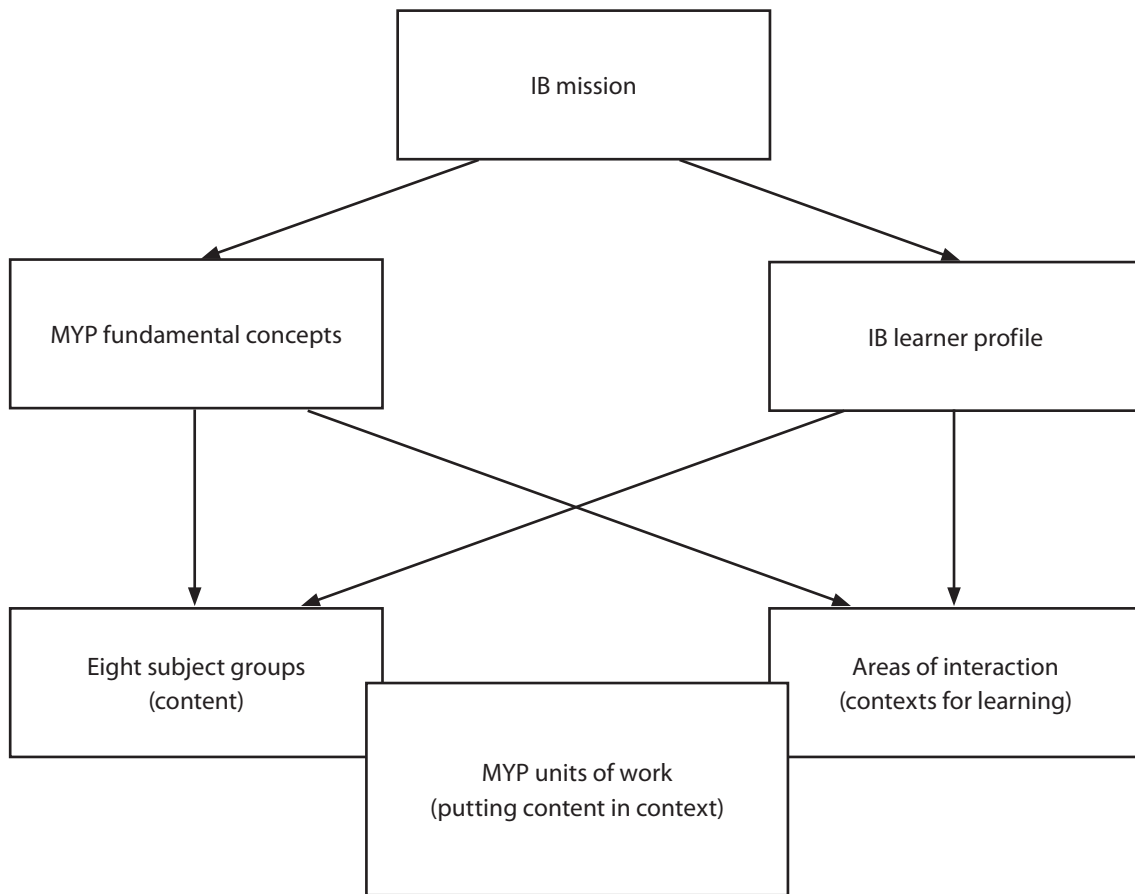 IB mission
MYP fundamental concepts
IB learner profile
Eight subject groups
(content)
Areas of interaction
(contexts for learning)
MYP units of work
(putting content in context)